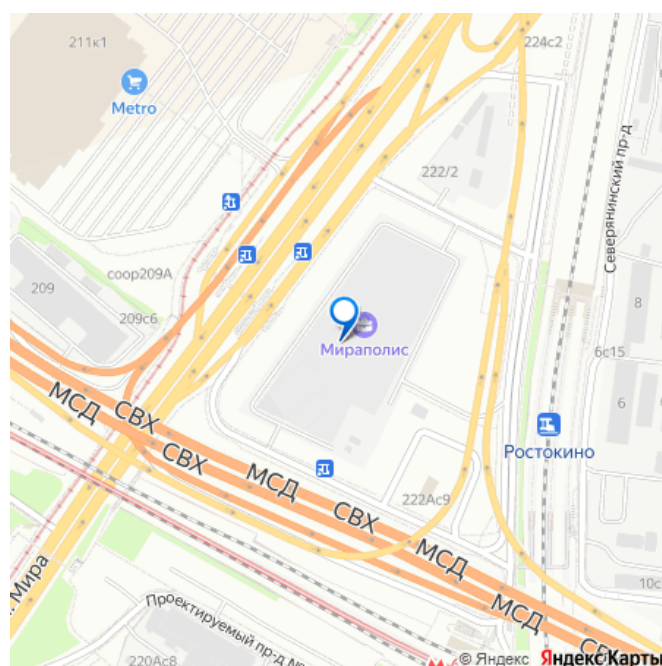 211к1
224с2
Metro
222/2
Северянинский пр-д
соор209А
209
209с6
8
Мираполис
6с15
6
МСД
СВХ
СВХ
МСД
СВХ
МСД
МСД
Ростокино
222Ас9
Мира
10с
Проектируемый пр-д №
220Ас8
© Яндекс Яндекс Карты